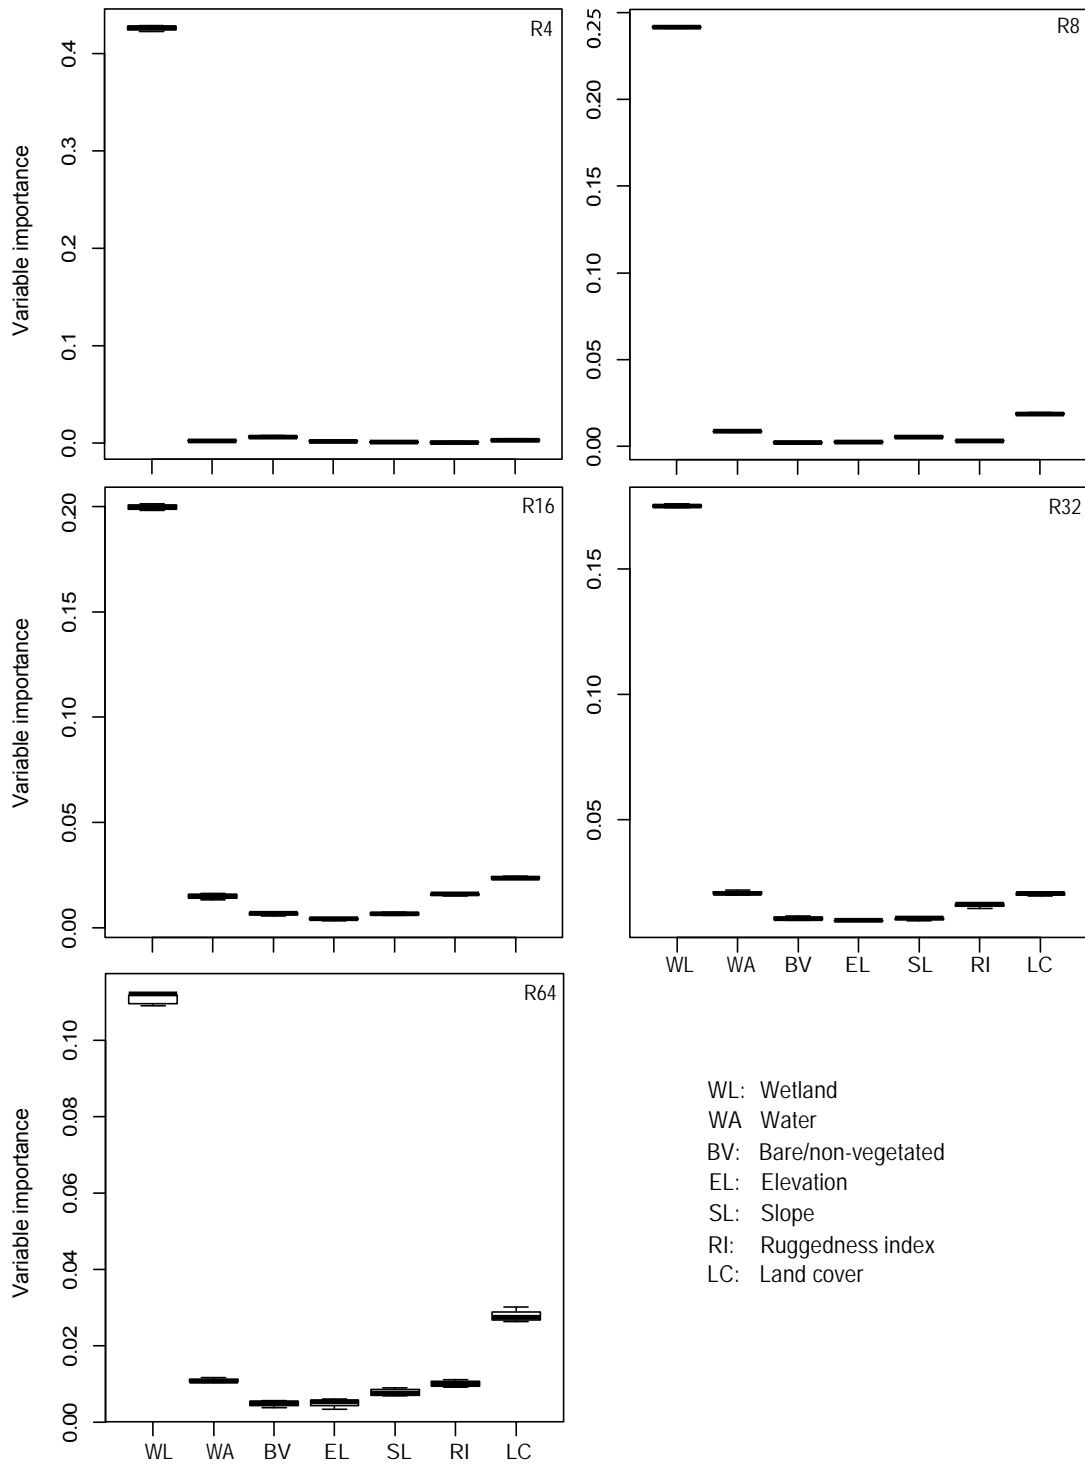 R4
0.4
0.3
0.2
0.1
0.0
Variable importance
R8
0.25
0.20
0.15
0.10
0.05
0.00
R16
0.20
0.15
0.10
0.05
0.00
Variable importance
R32
0.15
0.10
0.05
WL WA BV EL SL RI LC
R64
0.10
0.08
0.06
0.04
0.02
0.00
Variable importance
WL WA BV EL SL RI LC
WL: Wetland
WA Water
BV: Bare/non-vegetated
EL: Elevation
SL: Slope
RI: Ruggedness index
LC: Land cover